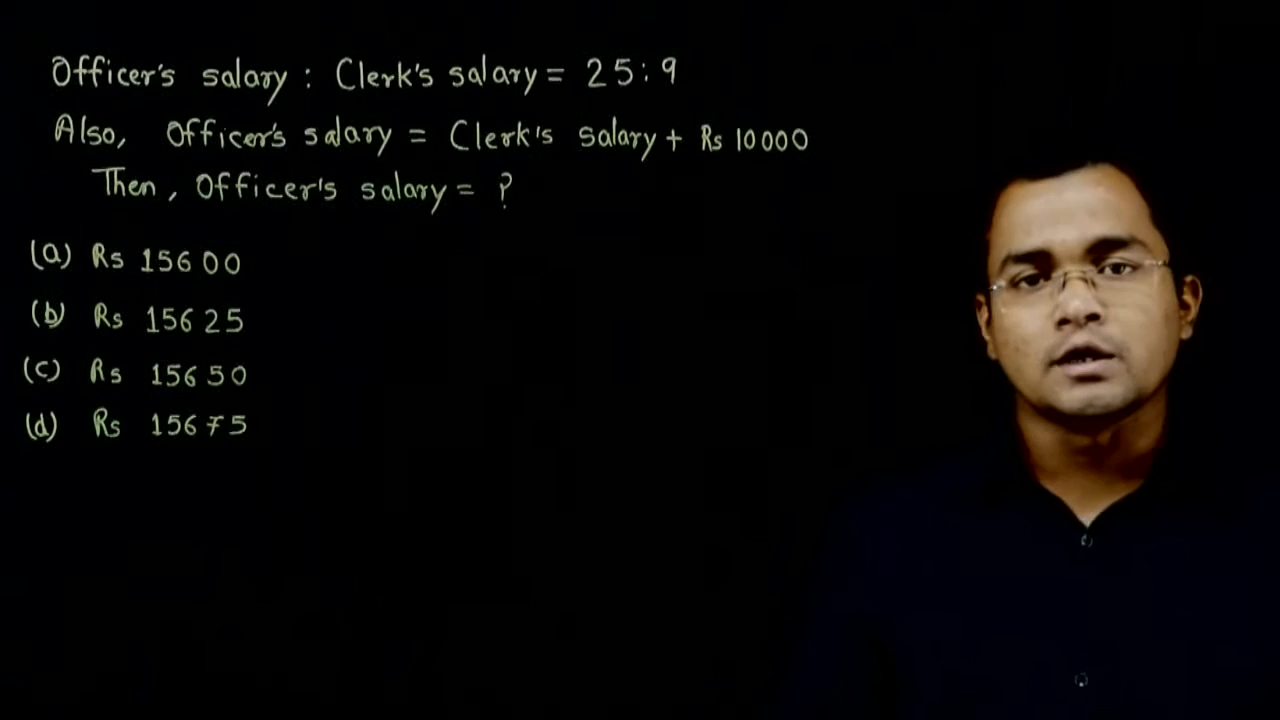 Officer's salary : Clerk's salary = 25:9
Also, Officer's salary = Clerk's salary + Rs 10000
Then, Officer's salary = ?
(a) Rs 15600
(b) Rs 15625
(c) Rs 15650
(d) Rs 15675